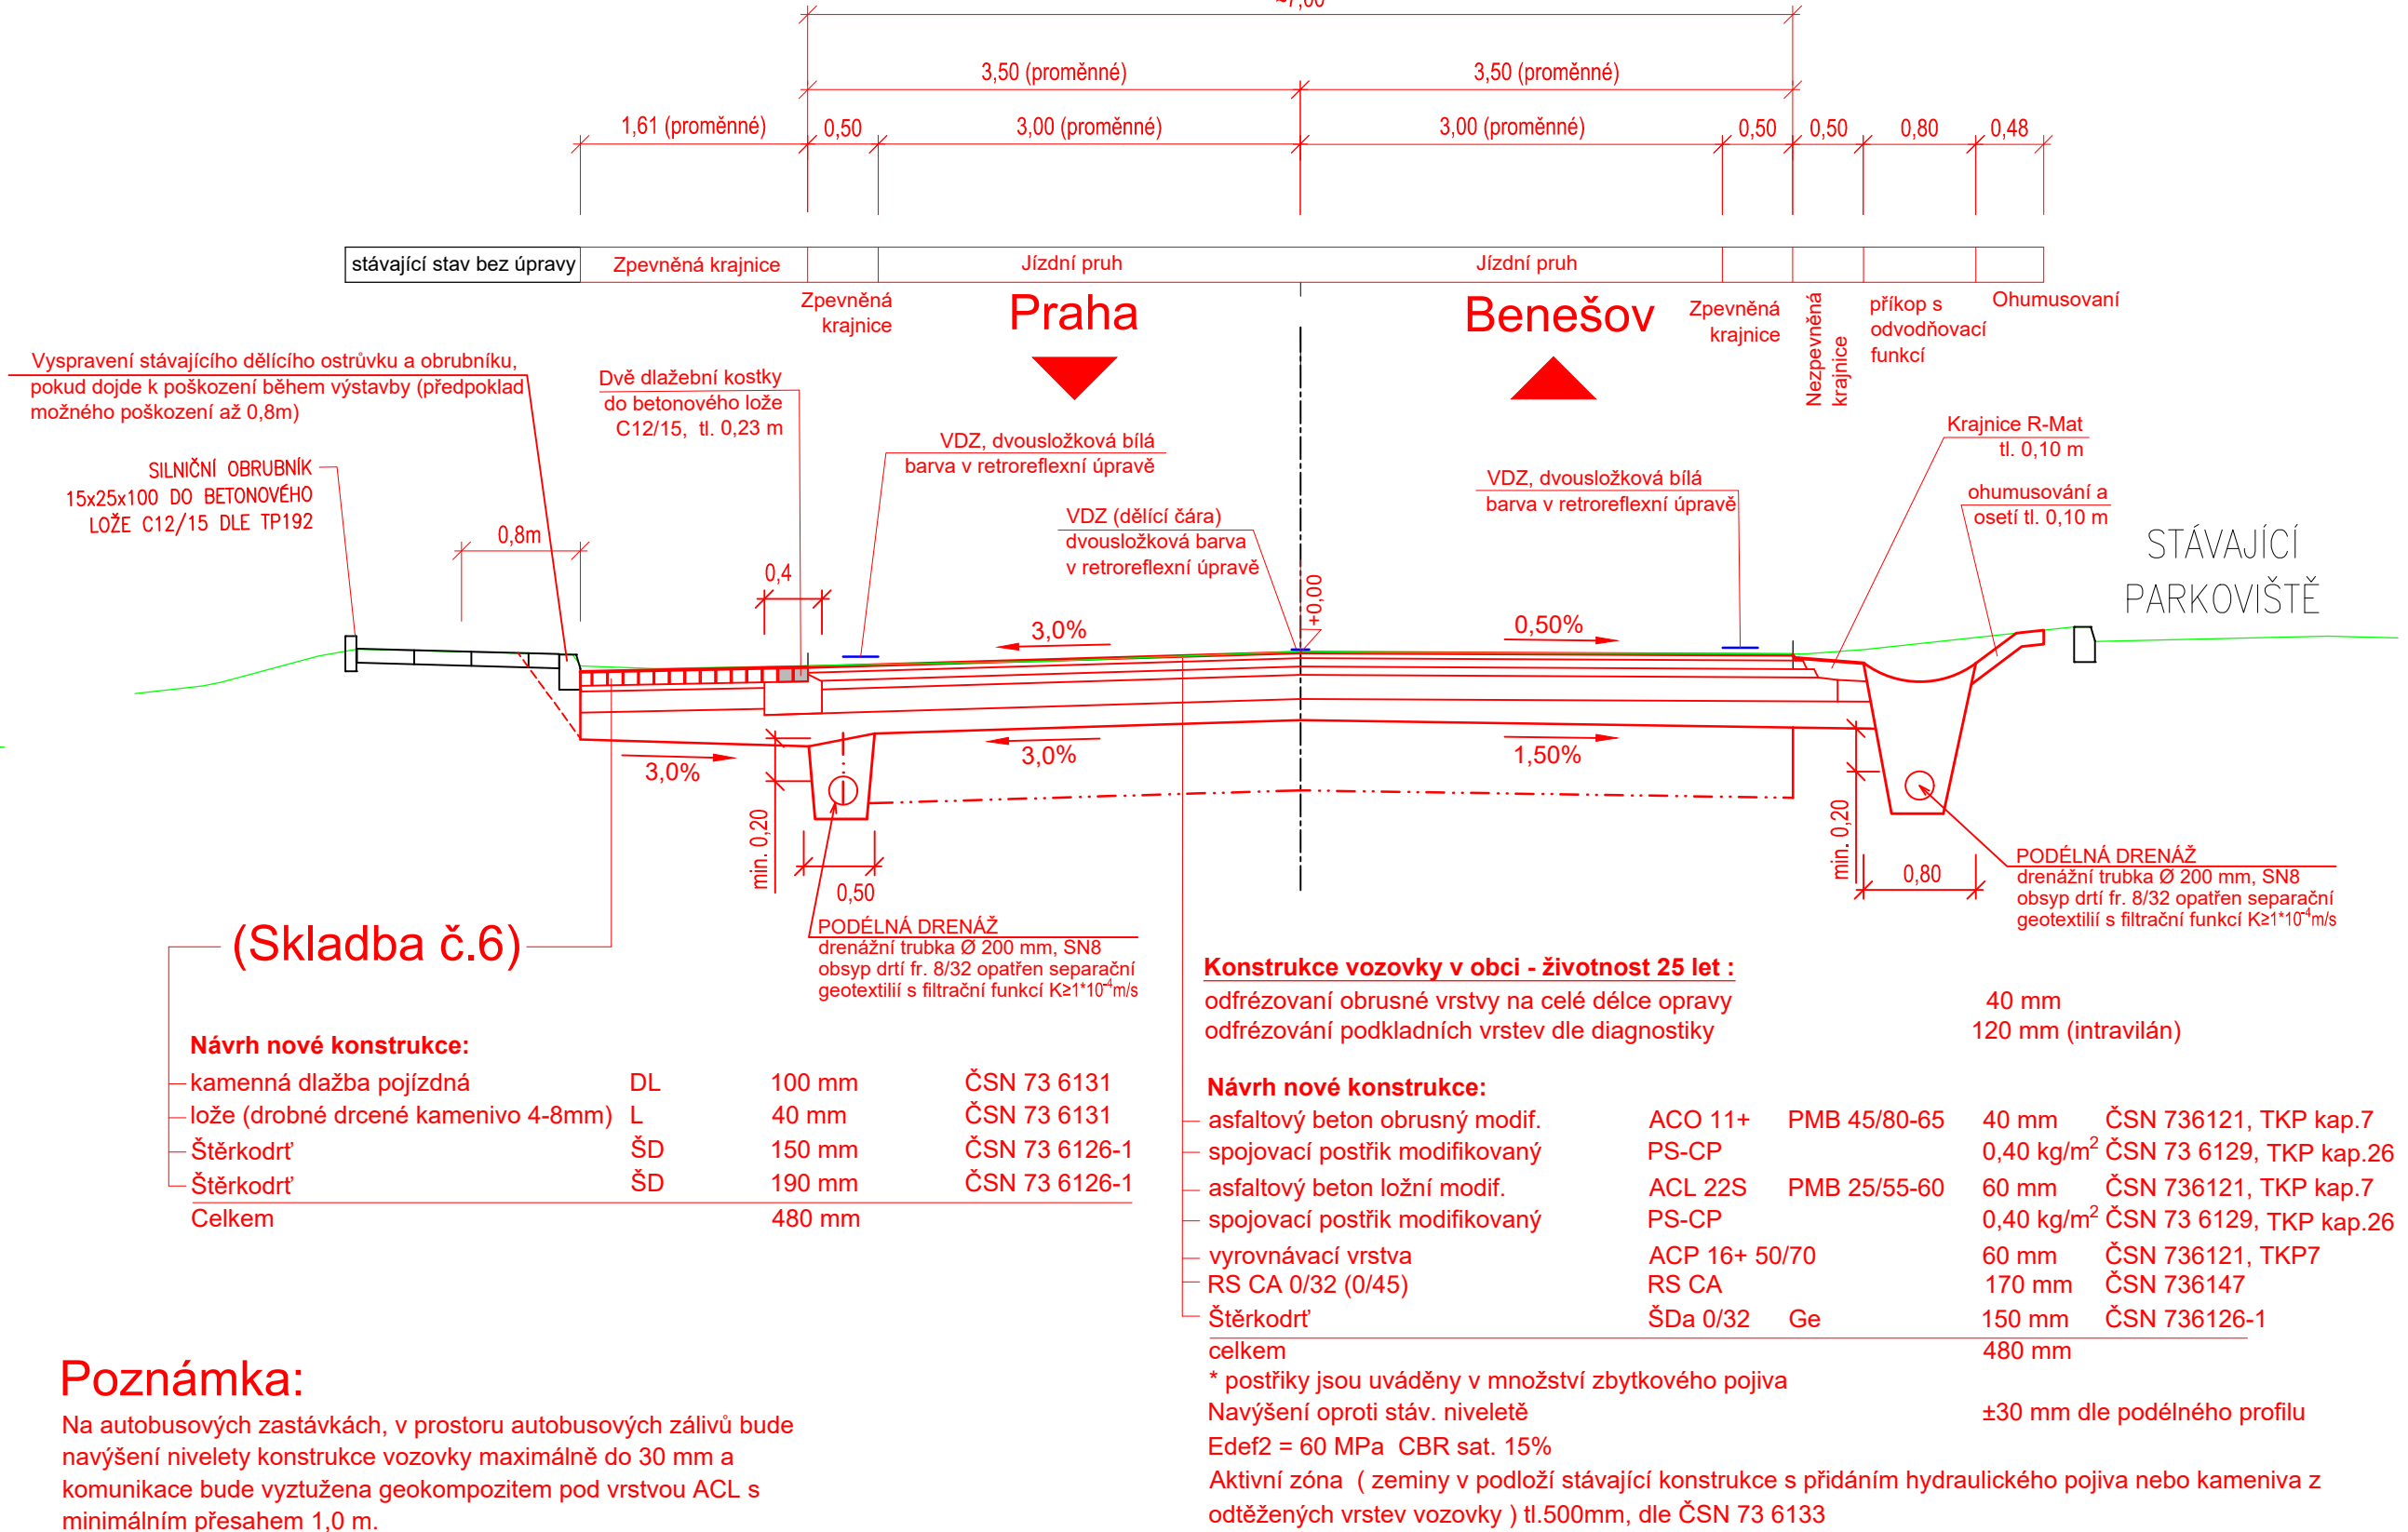 ~7,00
3,50 (proměnné)
3,50 (proměnné)
1,61 (proměnné)
0,50
3,00 (proměnné)
3,00 (proměnné)
0,50
0,50
0,80
0,48
stávající stav bez úpravy
Zpevněná krajnice
Jízdní pruh
Jízdní pruh
Zpevněná
krajnice
Praha
Benešov
Zpevněná
krajnice
Nezpevněná
krajnice
příkop s
odvodňovací
funkcí
Ohumusovaní
Vyspravení stávajícího dělícího ostrůvku a obrubníku,
pokud dojde k poškození během výstavby (předpoklad
možného poškození až 0,8m)
Dvě dlažební kostky
do betonového lože
C12/15, tl. 0,23 m
SILNIČNÍ OBRUBNÍK
15x25x100 DO BETONOVÉHO
LOŽE C12/15 DLE TP192
0,8m
0,4
VDZ, dvousložková bílá
barva v retroreflexní úpravě
VDZ (dělící čára)
dvousložková barva
v retroreflexní úpravě
+0,00
VDZ, dvousložková bílá
barva v retroreflexní úpravě
Krajnice R-Mat
tl. 0,10 m
ohumusování a
osetí tl. 0,10 m
STÁVAJÍCÍ
PARKOVIŠTĚ
3,0%
0,50%
3,0%
3,0%
1,50%
min. 0,20
0,50
min. 0,20
0,80
PODÉLNÁ DRENÁŽ
drenážní trubka Ø 200 mm, SN8
obsyp drtí fr. 8/32 opatřen separační
geotextilií s filtrační funkcí K≥1*10⁻⁴m/s
PODÉLNÁ DRENÁŽ
drenážní trubka Ø 200 mm, SN8
obsyp drtí fr. 8/32 opatřen separační
geotextilií s filtrační funkcí K≥1*10⁻⁴m/s
(Skladba č.6)
Návrh nové konstrukce:
kamenná dlažba pojízdná DL 100 mm ČSN 73 6131
lože (drobné drcené kamenivo 4-8mm) L 40 mm ČSN 73 6131
Štěrkodrť ŠD 150 mm ČSN 73 6126-1
Štěrkodrť ŠD 190 mm ČSN 73 6126-1
Celkem 480 mm
Konstrukce vozovky v obci - životnost 25 let :
odfrézovaní obrusné vrstvy na celé délce opravy 40 mm
odfrézování podkladních vrstev dle diagnostiky 120 mm (intravilán)
Návrh nové konstrukce:
asfaltový beton obrusný modif. ACO 11+ PMB 45/80-65 40 mm ČSN 736121, TKP kap.7
spojovací postřik modifikovaný PS-CP 0,40 kg/m² ČSN 73 6129, TKP kap.26
asfaltový beton ložní modif. ACL 22S PMB 25/55-60 60 mm ČSN 736121, TKP kap.7
spojovací postřik modifikovaný PS-CP 0,40 kg/m² ČSN 73 6129, TKP kap.26
vyrovnávací vrstva ACP 16+ 50/70 60 mm ČSN 736121, TKP7
RS CA 0/32 (0/45) RS CA 170 mm ČSN 736147
Štěrkodrť ŠDa 0/32 Ge 150 mm ČSN 736126-1
celkem 480 mm
* postřiky jsou uváděny v množství zbytkového pojiva
Navýšení oproti stáv. niveletě ±30 mm dle podélného profilu
Edef2 = 60 MPa CBR sat. 15%
Aktivní zóna ( zeminy v podloží stávající konstrukce s přidáním hydraulického pojiva nebo kameniva z
odtěžených vrstev vozovky ) tl.500mm, dle ČSN 73 6133
Poznámka:
Na autobusových zastávkách, v prostoru autobusových zálivů bude
navýšení nivelety konstrukce vozovky maximálně do 30 mm a
komunikace bude vyztužena geokompozitem pod vrstvou ACL s
minimálním přesahem 1,0 m.